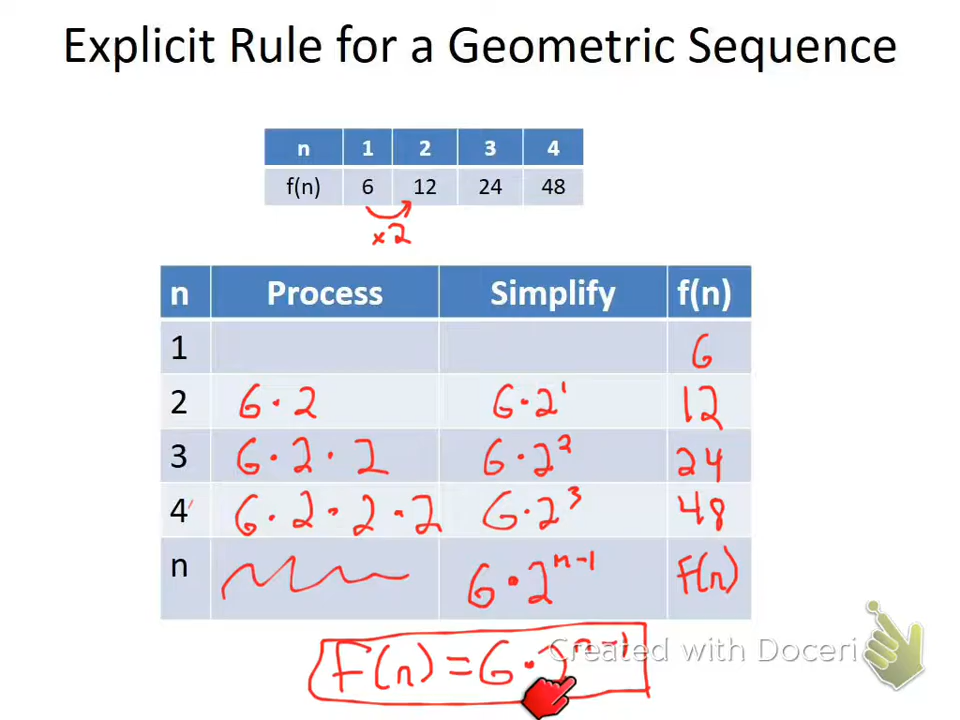 Explicit Rule for a Geometric Sequence
n 1 2 3 4
f(n) 6 12 24 48
×2
n Process Simplify f(n)
1 6
2 6·2 6·2¹ 12
3 6·2·2 6·2² 24
4 6·2·2·2 6·2³ 48
n 6·2ⁿ⁻¹ F(n)
F(n) = 6· ⁿ⁻¹
Created with Doceri